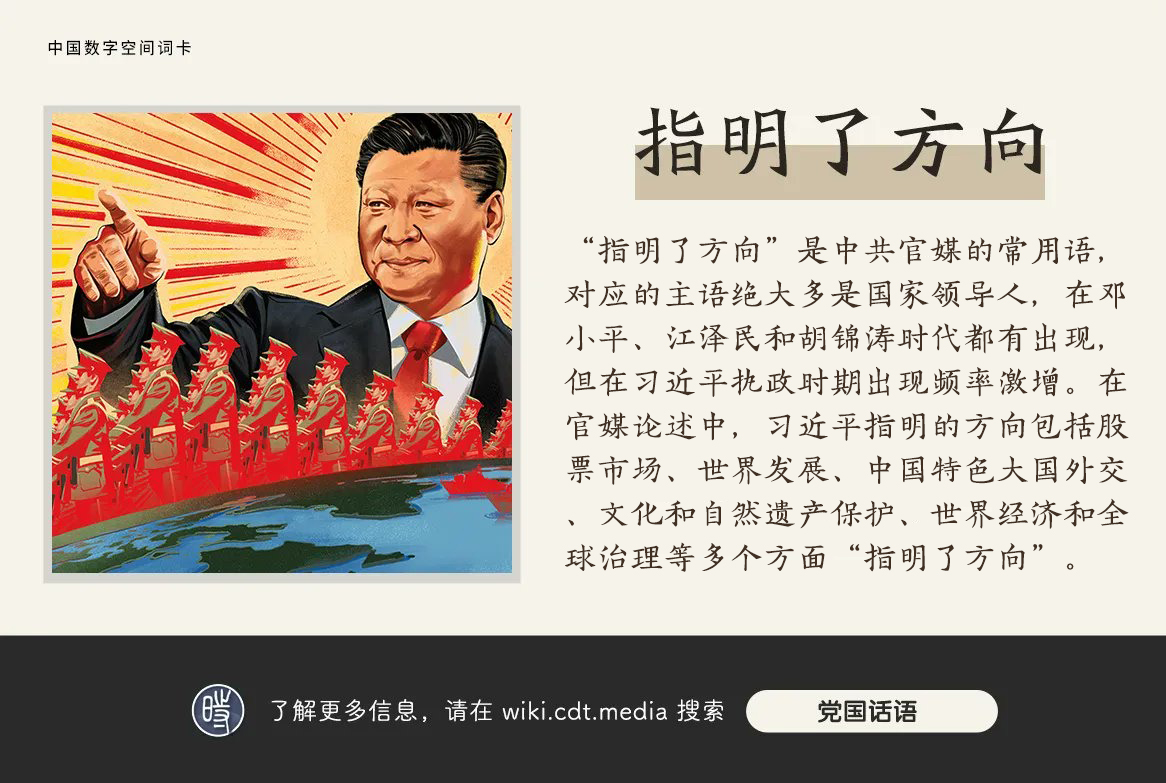 中国数字空间词卡
指明了方向
“指明了方向”是中共官媒的常用语，
对应的主语绝大多是国家领导人，在邓
小平、江泽民和胡锦涛时代都有出现，
但在习近平执政时期出现频率激增。在
官媒论述中，习近平指明的方向包括股
票市场、世界发展、中国特色大国外交
、文化和自然遗产保护、世界经济和全
球治理等多个方面“指明了方向”。
了解更多信息，请在 wiki.cdt.media 搜索
党国话语